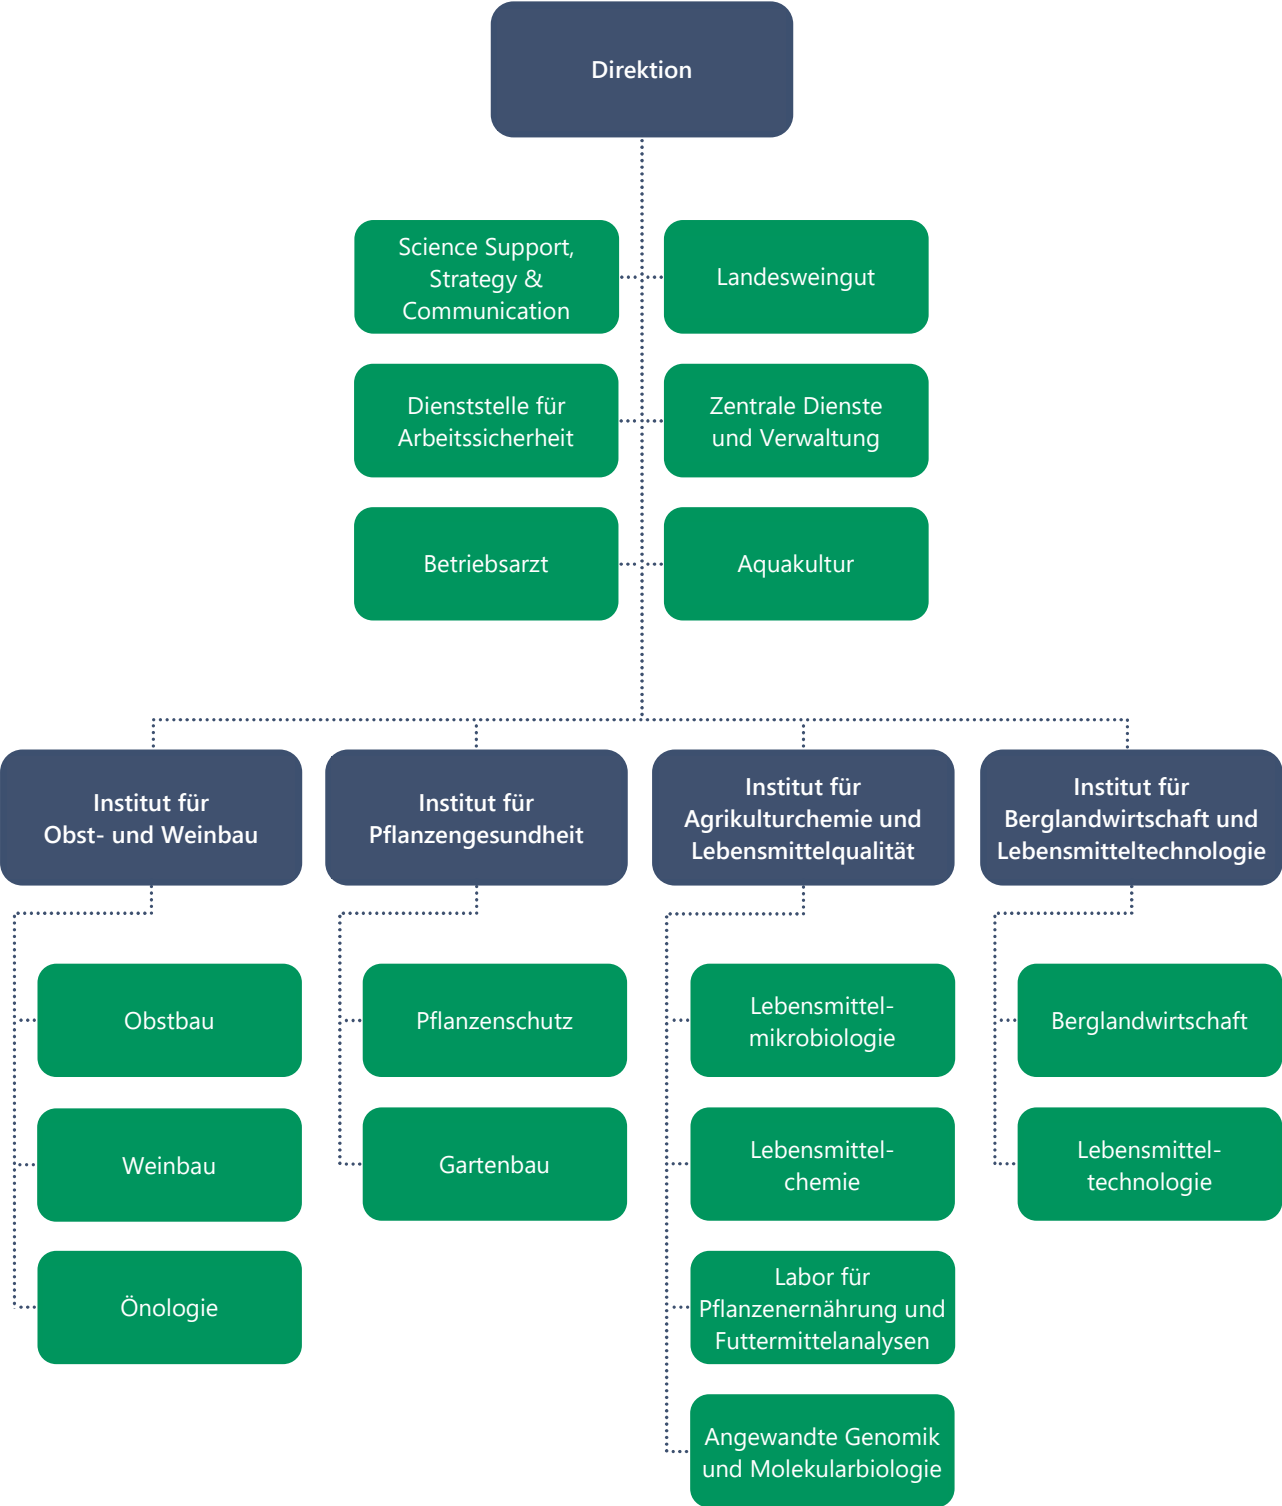 Direktion
Science Support,
Strategy &
Communication
Landesweingut
Dienststelle für
Arbeitssicherheit
Zentrale Dienste
und Verwaltung
Betriebsarzt
Aquakultur
Institut für
Obst- und Weinbau
Institut für
Pflanzengesundheit
Institut für
Agrikulturchemie und
Lebensmittelqualität
Institut für
Berglandwirtschaft und
Lebensmitteltechnologie
Obstbau
Weinbau
Önologie
Pflanzenschutz
Gartenbau
Lebensmittel-
mikrobiologie
Lebensmittel-
chemie
Labor für
Pflanzenernährung und
Futtermittelanalysen
Angewandte Genomik
und Molekularbiologie
Berglandwirtschaft
Lebensmittel-
technologie